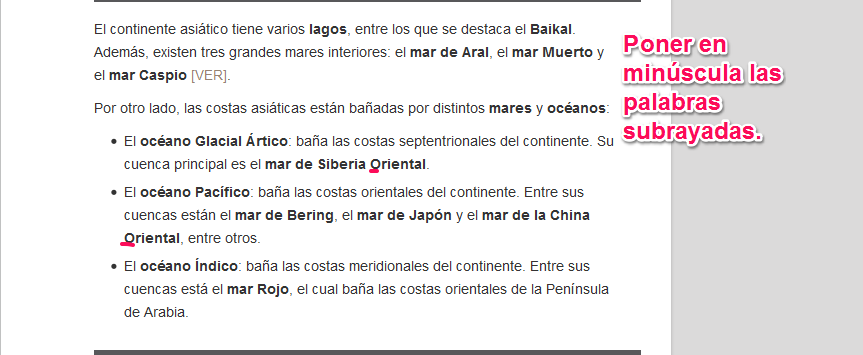 El continente asiático tiene varios lagos, entre los que se destaca el Baikal.
Además, existen tres grandes mares interiores: el mar de Aral, el mar Muerto y
el mar Caspio [VER].
Por otro lado, las costas asiáticas están bañadas por distintos mares y océanos:
• El océano Glacial Ártico: baña las costas septentrionales del continente. Su
cuenca principal es el mar de Siberia Oriental.
• El océano Pacífico: baña las costas orientales del continente. Entre sus
cuencas están el mar de Bering, el mar de Japón y el mar de la China
Oriental, entre otros.
• El océano Índico: baña las costas meridionales del continente. Entre sus
cuencas está el mar Rojo, el cual baña las costas orientales de la Península
de Arabia.
Poner en
minúscula las
palabras
subrayadas.